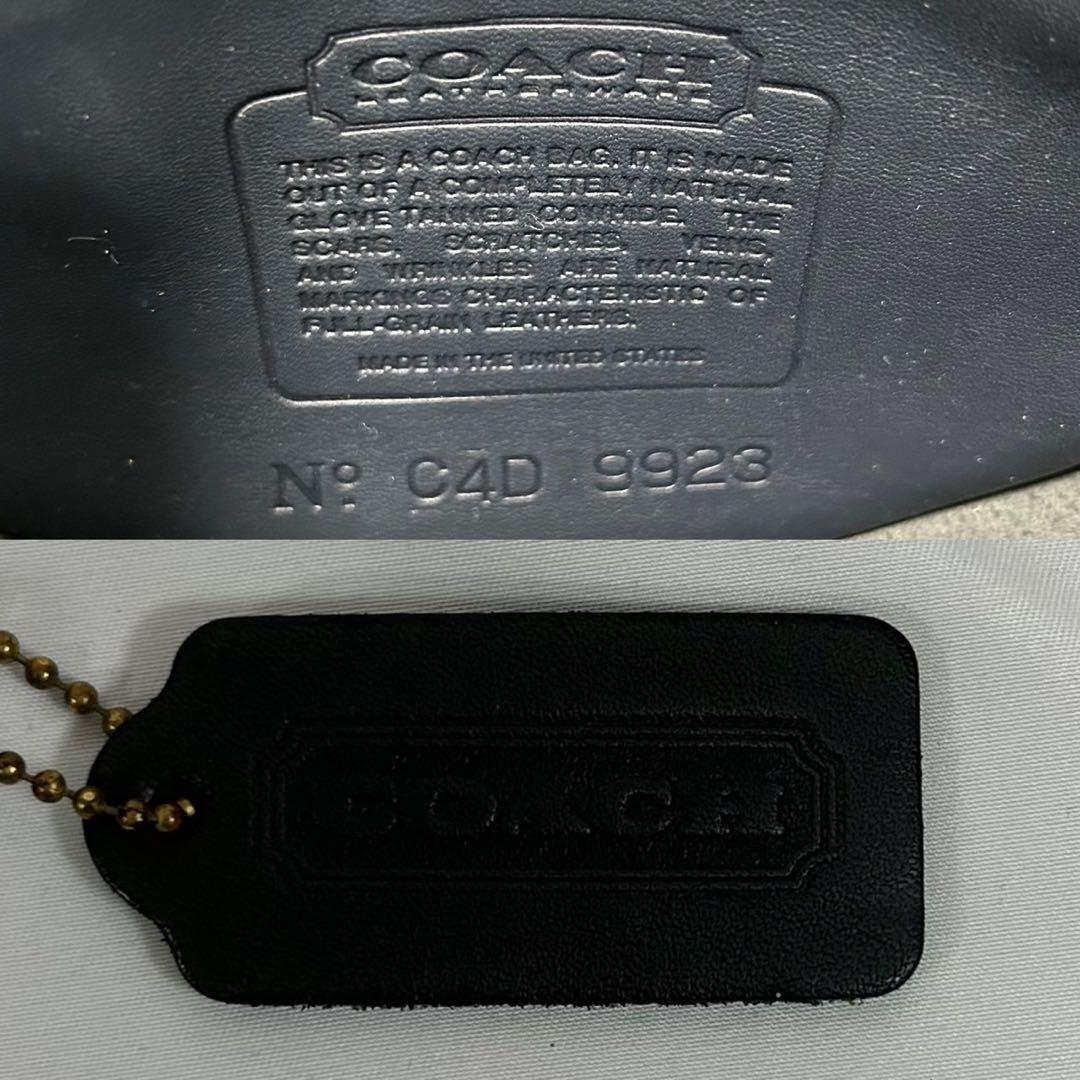 COACH
LEATHERWARE
THIS IS A COACH BAG. IT IS MADE
OUT OF A COMPLETELY NATURAL
GLOVE TANNED COWHIDE. THE
SCARS, SCRATCHES, VEINS,
AND WRINKLES ARE NATURAL
MARKINGS CHARACTERISTIC OF
FULL-GRAIN LEATHERS.
MADE IN THE UNITED STATES
Nº C4D 9923
COACH